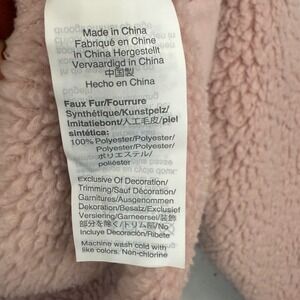 Made in China
Fabriqué en Chine
in China Hergestellt
Vervaardigd in China
中国製
Hecho en China
Faux Fur/Fourrure
Synthétique/Kunstpelz/
Imitatiebont/人工毛皮/piel
sintética:
100% Polyester/Polyester/
Polyester/Polyester/
ポリエステル/
poliéster
Exclusive Of Decoration/
Trimming/Sauf Décoration/
Garnitures/Ausgenommen
Dekoration/Besatz/Exclusief
Versiering/Garneersel/装飾
部分を除く/トリム部/No
Incluye Decoración/Ribete
Machine wash cold with
like colors. Non-chlorine